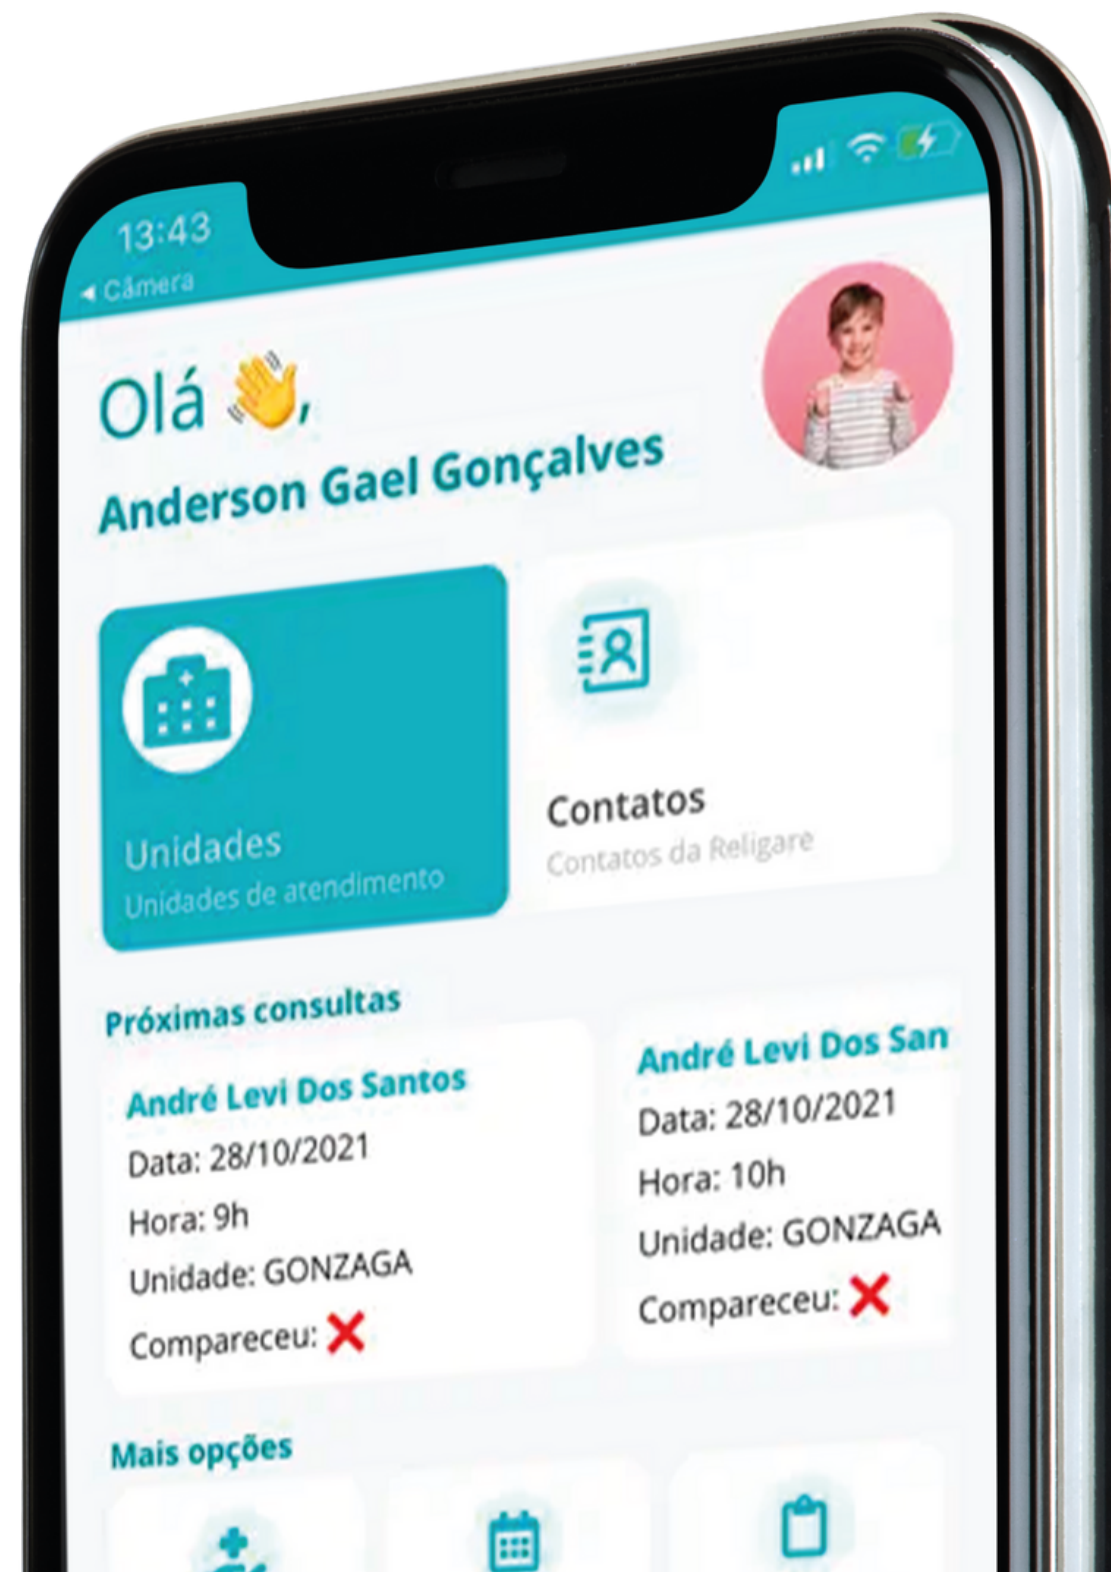 13:43
Câmera
Olá 👋,
Anderson Gael Gonçalves
Unidades
Unidades de atendimento
Contatos
Contatos da Religare
Próximas consultas
André Levi Dos Santos
Data: 28/10/2021
Hora: 9h
Unidade: GONZAGA
Compareceu: ❌
André Levi Dos San
Data: 28/10/2021
Hora: 10h
Unidade: GONZAGA
Compareceu: ❌
Mais opções